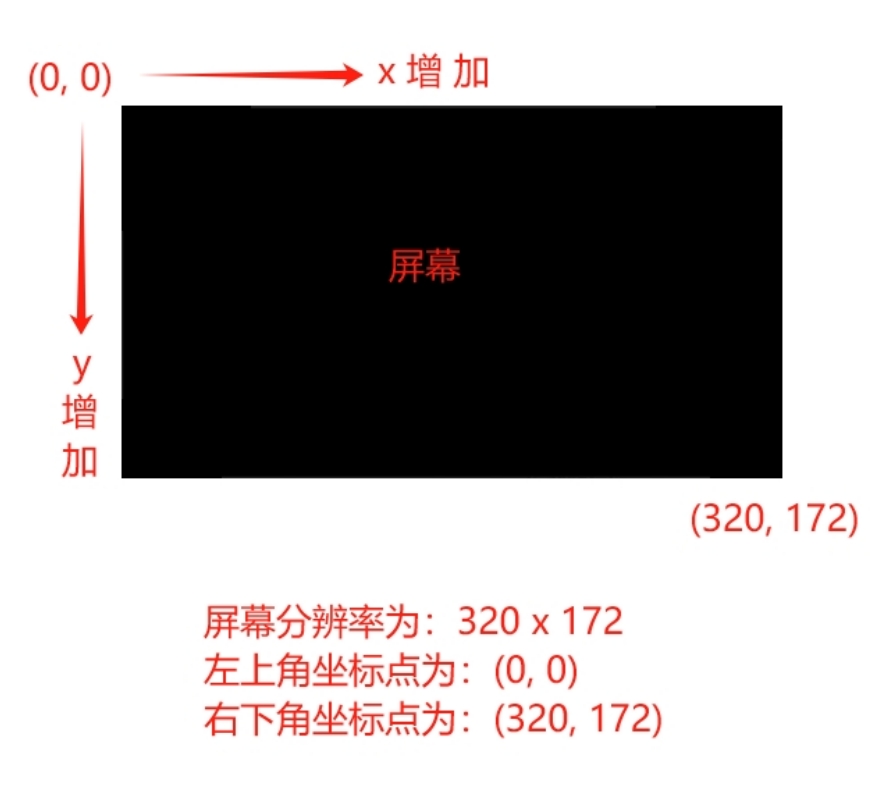 (0, 0)
x 增 加
屏幕
y
增
加
(320, 172)
屏幕分辨率为：320 x 172
左上角坐标点为：(0, 0)
右下角坐标点为：(320, 172)